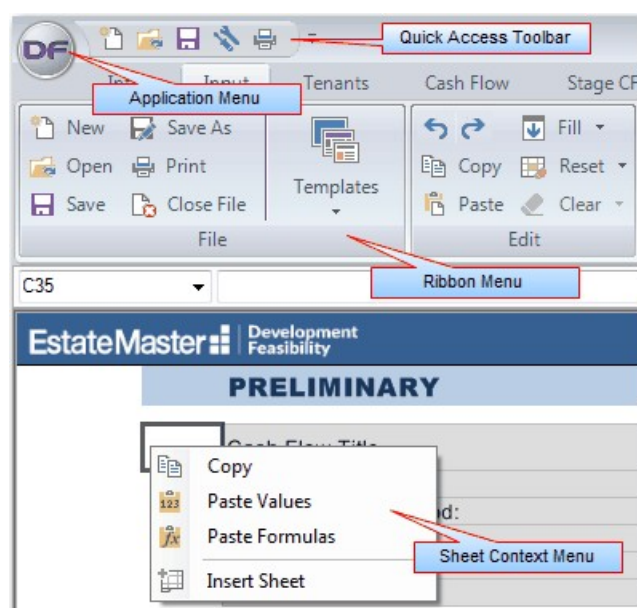 DF
Quick Access Toolbar
Application Menu
Input Tenants Cash Flow Stage CF
New Save As
Open Print
Save Close File
Templates
File
Fill
Copy Reset
Paste Clear
Edit
C35
Ribbon Menu
EstateMaster Development
Feasibility
PRELIMINARY
Cash Flow Title
Copy
123 Paste Values
fx Paste Formulas
Insert Sheet
Sheet Context Menu